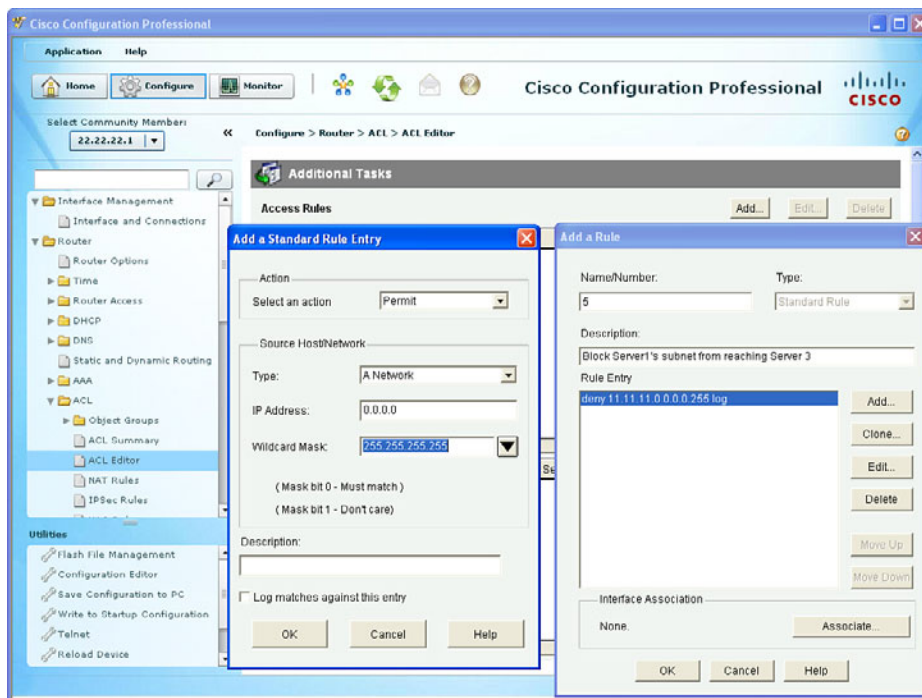 Cisco Configuration Professional
Application Help
Home Configure Monitor
Cisco Configuration Professional
CISCO
Select Community Member:
22.22.22.1
«
Configure > Router > ACL > ACL Editor
Additional Tasks
Access Rules
Add... Edit... Delete
Interface Management
Interface and Connections
Router
Router Options
Time
Router Access
DHCP
DNS
Static and Dynamic Routing
AAA
ACL
Object Groups
ACL Summary
ACL Editor
NAT Rules
IPSec Rules
Utilities
Flash File Management
Configuration Editor
Save Configuration to PC
Write to Startup Configuration
Telnet
Reload Device
Add a Standard Rule Entry
Action
Select an action Permit
Source Host/Network
Type: A Network
IP Address: 0.0.0.0
Wildcard Mask: 255.255.255.255
( Mask bit 0 - Must match )
( Mask bit 1 - Don't care)
Description:
Log matches against this entry
OK Cancel Help
Se
Add a Rule
Name/Number: Type:
5 Standard Rule
Description:
Block Server1's subnet from reaching Server 3
Rule Entry
deny 11.11.11.0 0.0.0.255 log
Add...
Clone...
Edit...
Delete
Move Up
Move Down
Interface Association
None. Associate...
OK Cancel Help